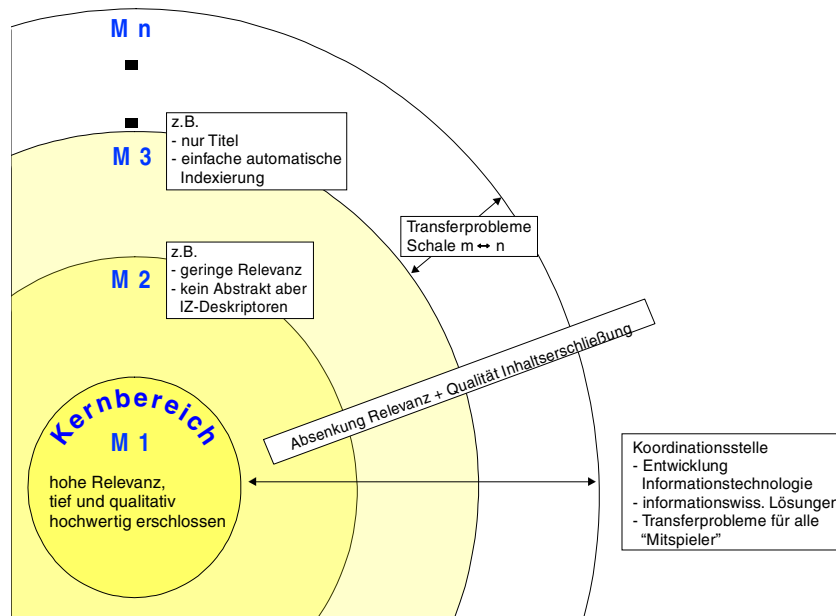 M n
z.B.
- nur Titel
- einfache automatische
Indexierung
M 3
Transferprobleme
Schale m ↔ n
z.B.
- geringe Relevanz
- kein Abstrakt aber
IZ-Deskriptoren
M 2
Absenkung Relevanz + Qualität Inhaltserschließung
Kernbereich
M 1
hohe Relevanz,
tief und qualitativ
hochwertig erschlossen
Koordinationsstelle
- Entwicklung
Informationstechnologie
- informationswiss. Lösungen
- Transferprobleme für alle
“Mitspieler”